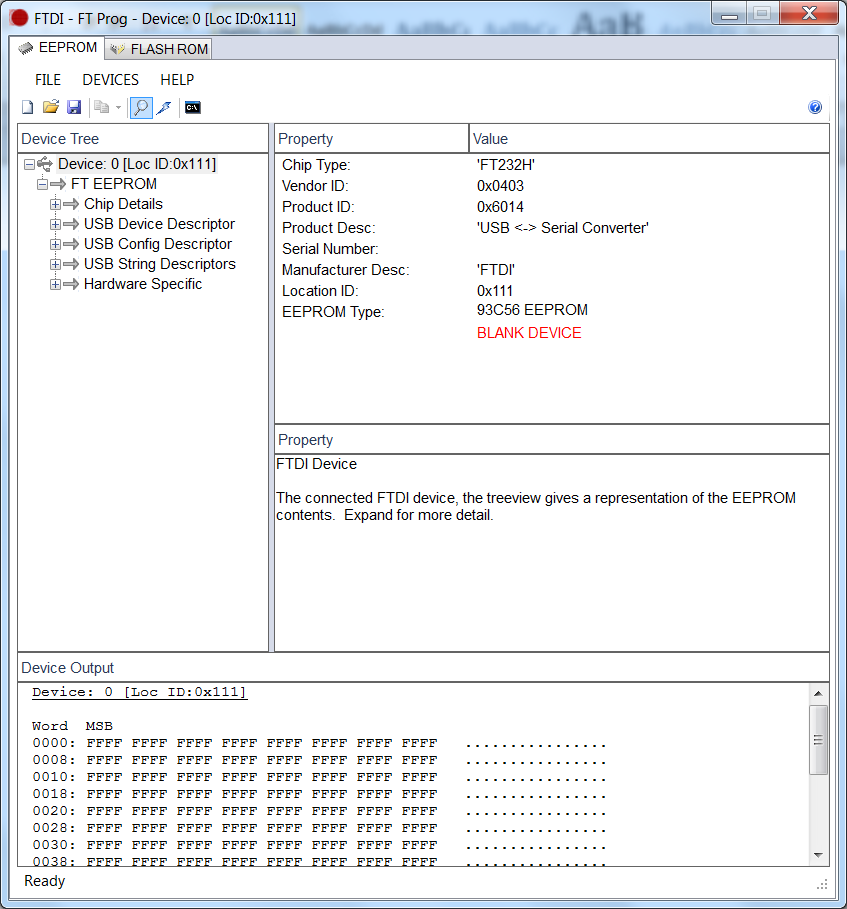 FTDI - FT Prog - Device: 0 [Loc ID:0x111]
EEPROM FLASH ROM
FILE DEVICES HELP
C:\
Device Tree
Device: 0 [Loc ID:0x111]
FT EEPROM
Chip Details
USB Device Descriptor
USB Config Descriptor
USB String Descriptors
Hardware Specific
Property Value
Chip Type: 'FT232H'
Vendor ID: 0x0403
Product ID: 0x6014
Product Desc: 'USB <-> Serial Converter'
Serial Number:
Manufacturer Desc: 'FTDI'
Location ID: 0x111
EEPROM Type: 93C56 EEPROM
BLANK DEVICE
Property
FTDI Device
The connected FTDI device, the treeview gives a representation of the EEPROM
contents.  Expand for more detail.
Device Output
Device: 0 [Loc ID:0x111]
Word  MSB
0000: FFFF FFFF FFFF FFFF FFFF FFFF FFFF FFFF   ................
0008: FFFF FFFF FFFF FFFF FFFF FFFF FFFF FFFF   ................
0010: FFFF FFFF FFFF FFFF FFFF FFFF FFFF FFFF   ................
0018: FFFF FFFF FFFF FFFF FFFF FFFF FFFF FFFF   ................
0020: FFFF FFFF FFFF FFFF FFFF FFFF FFFF FFFF   ................
0028: FFFF FFFF FFFF FFFF FFFF FFFF FFFF FFFF   ................
0030: FFFF FFFF FFFF FFFF FFFF FFFF FFFF FFFF   ................
0038: FFFF FFFF FFFF FFFF FFFF FFFF FFFF FFFF   ................
Ready